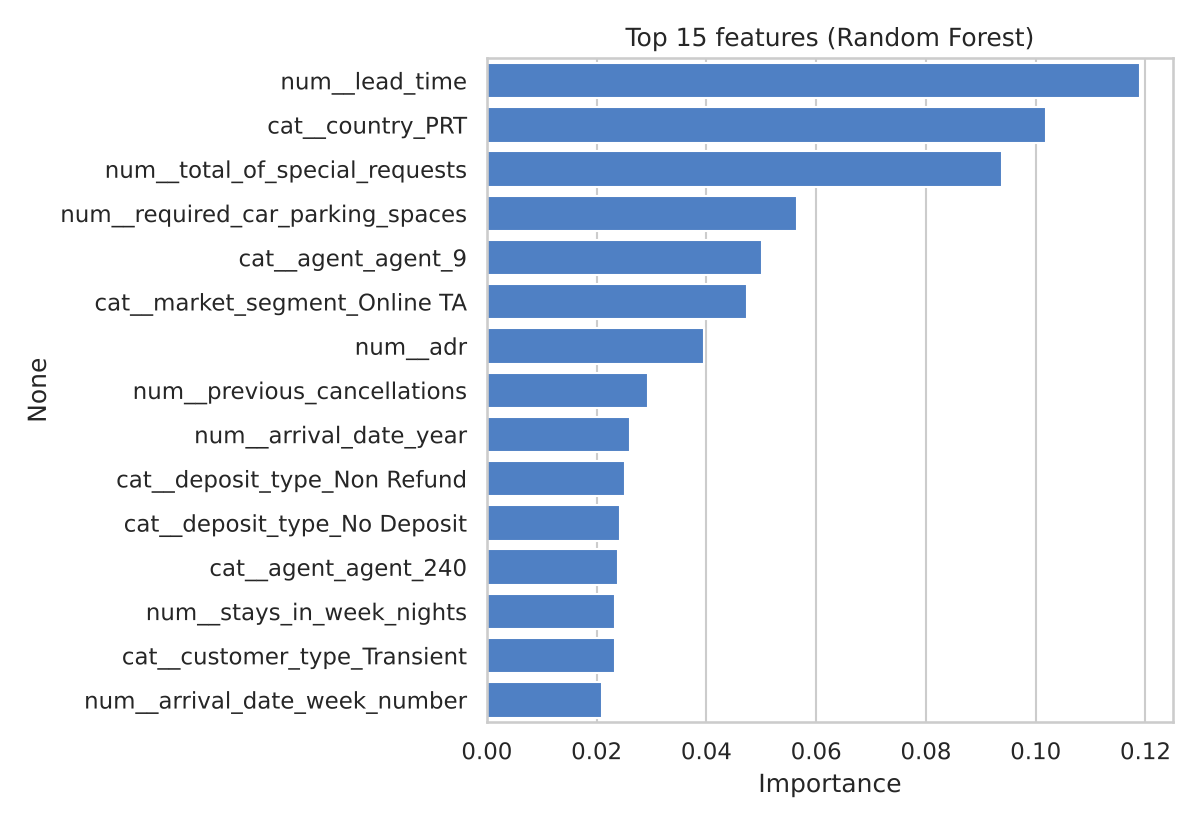 Top 15 features (Random Forest)
num__lead_time
cat__country_PRT
num__total_of_special_requests
num__required_car_parking_spaces
cat__agent_agent_9
cat__market_segment_Online TA
num__adr
num__previous_cancellations
num__arrival_date_year
cat__deposit_type_Non Refund
cat__deposit_type_No Deposit
cat__agent_agent_240
num__stays_in_week_nights
cat__customer_type_Transient
num__arrival_date_week_number
None
0.00 0.02 0.04 0.06 0.08 0.10 0.12
Importance